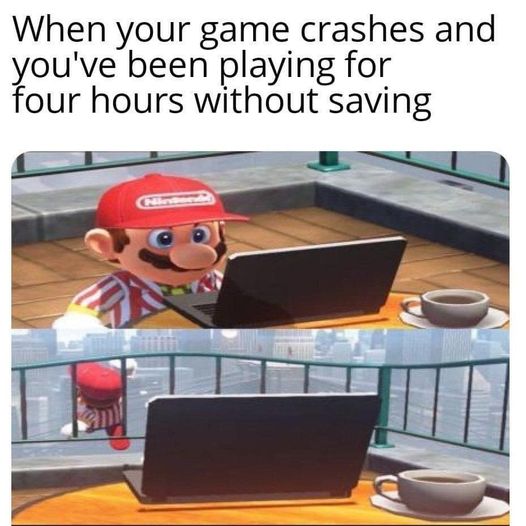 When your game crashes and
you've been playing for
four hours without saving
Nintendo